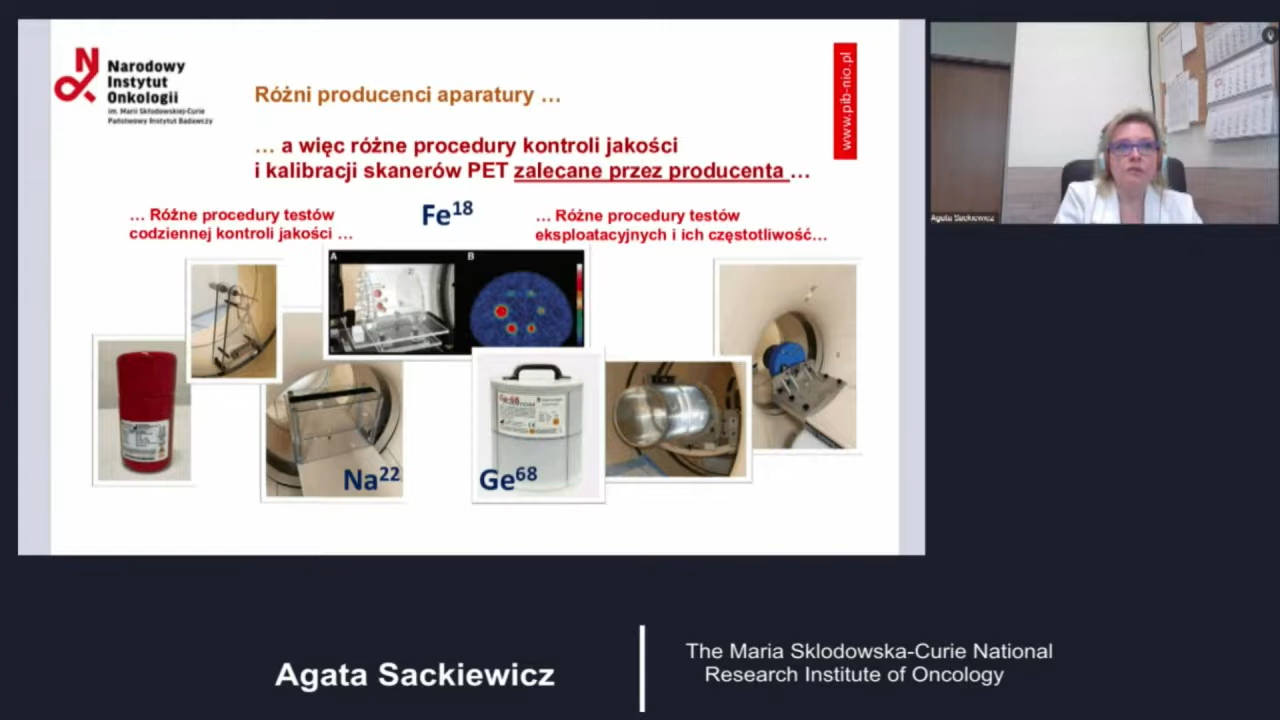 Narodowy
Instytut
Onkologii
im. Marii Skłodowskiej-Curie
Państwowy Instytut Badawczy
Różni producenci aparatury …
www.pib-nio.pl
… a więc różne procedury kontroli jakości
i kalibracji skanerów PET zalecane przez producenta …
… Różne procedury testów
codziennej kontroli jakości …
Fe18
… Różne procedury testów
eksploatacyjnych i ich częstotliwość…
A
B
Na22
Ge68
Agata Sackiewicz
Agata Sackiewicz
The Maria Sklodowska-Curie National
Research Institute of Oncology